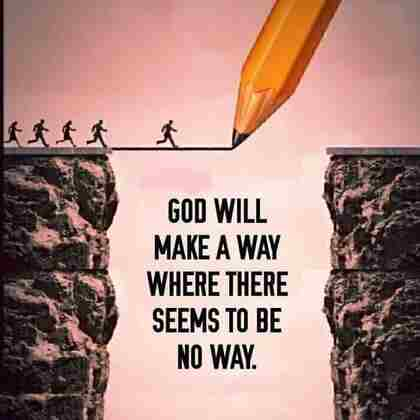 GOD WILL
MAKE A WAY
WHERE THERE
SEEMS TO BE
NO WAY.